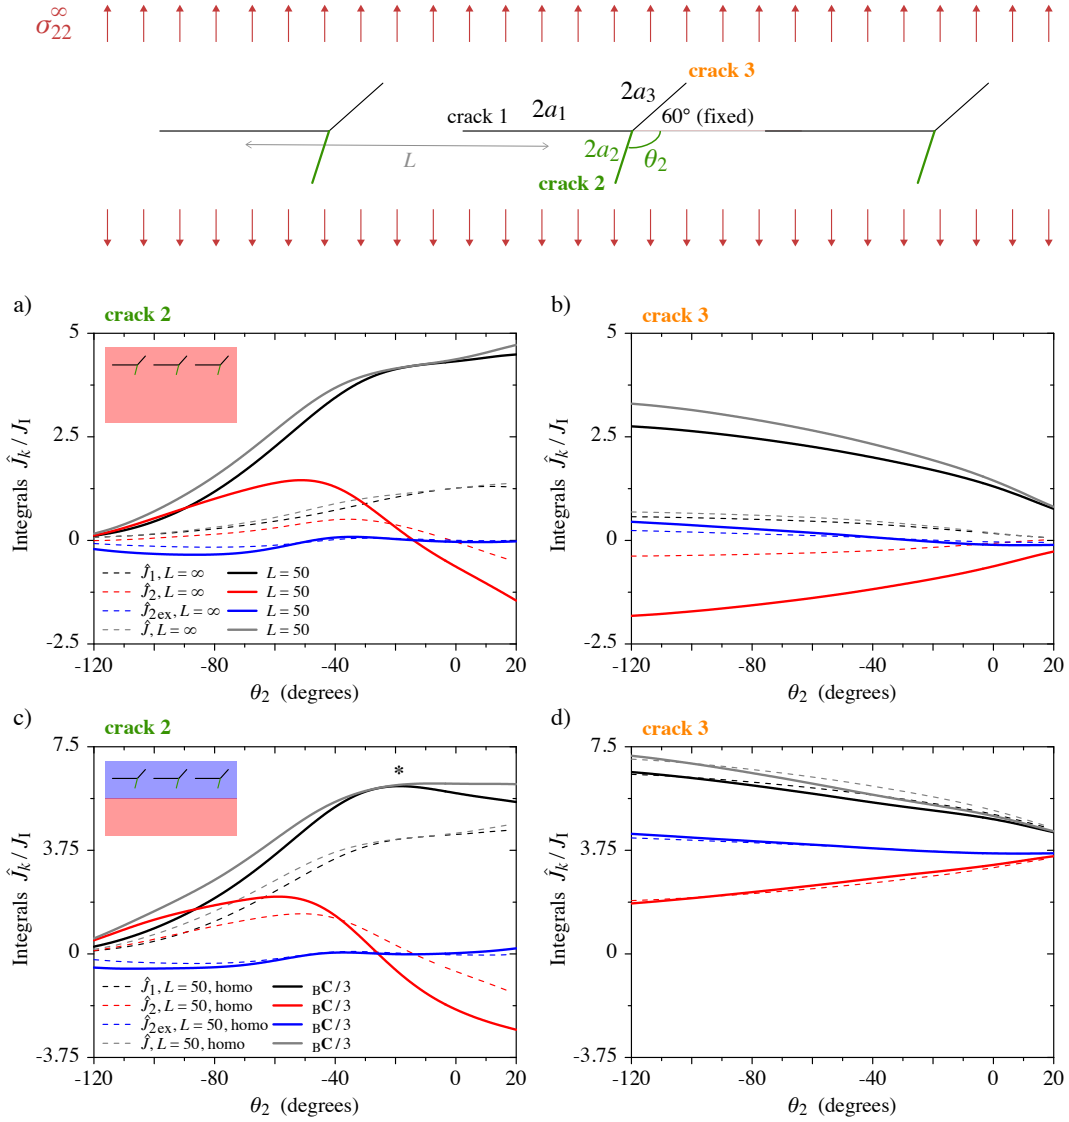 σ∞22
crack 3
crack 1
2a1
2a3
60° (fixed)
L
2a2
θ2
crack 2
a)
crack 2
b)
crack 3
5
2.5
0
-2.5
Integrals Ĵk / JI
Ĵ1, L = ∞
L = 50
Ĵ2, L = ∞
L = 50
Ĵ2ex, L = ∞
L = 50
Ĵ, L = ∞
L = 50
-120
-80
-40
0
20
θ2 (degrees)
5
2.5
0
-2.5
Integrals Ĵk / JI
-120
-80
-40
0
20
θ2 (degrees)
c)
crack 2
d)
crack 3
7.5
3.75
0
-3.75
Integrals Ĵk / JI
*
Ĵ1, L = 50, homo
BC / 3
Ĵ2, L = 50, homo
BC / 3
Ĵ2ex, L = 50, homo
BC / 3
Ĵ, L = 50, homo
BC / 3
-120
-80
-40
0
20
θ2 (degrees)
7.5
3.75
0
-3.75
Integrals Ĵk / JI
-120
-80
-40
0
20
θ2 (degrees)